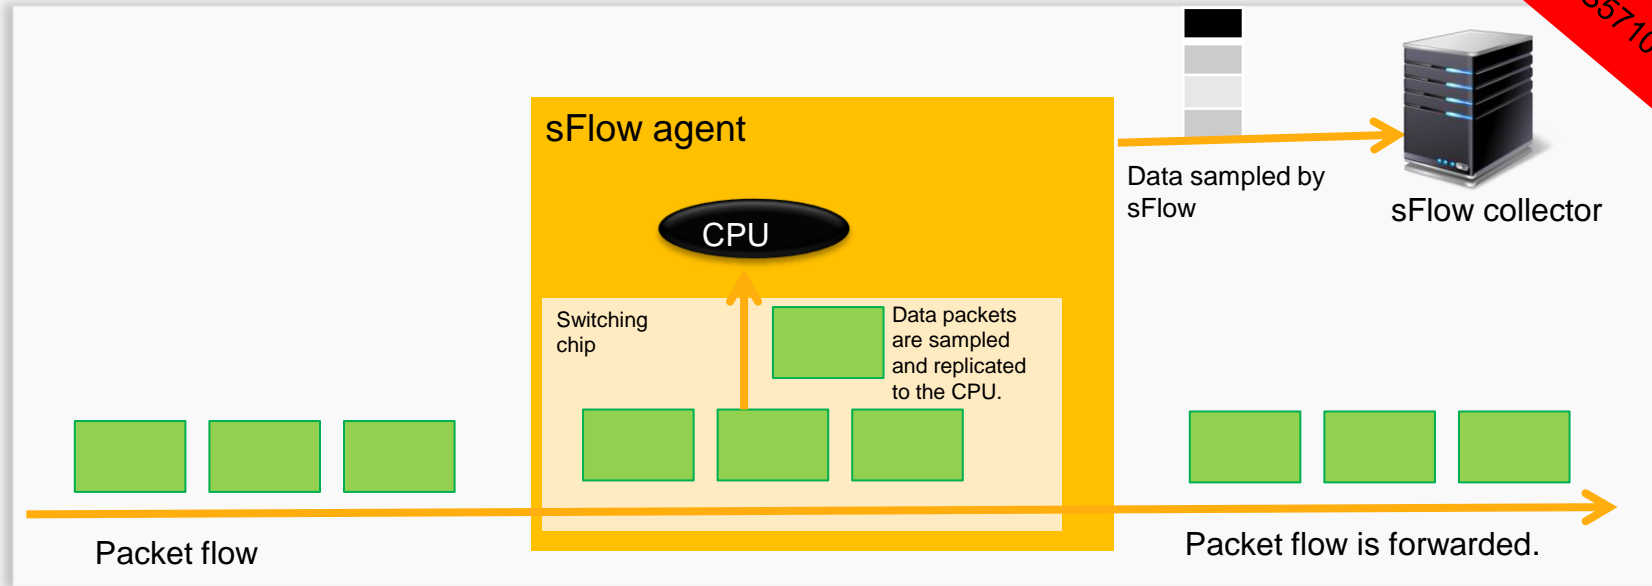 sFlow agent
CPU
Switching
chip
Data packets
are sampled
and replicated
to the CPU.
Data sampled by
sFlow
sFlow collector
Packet flow
Packet flow is forwarded.